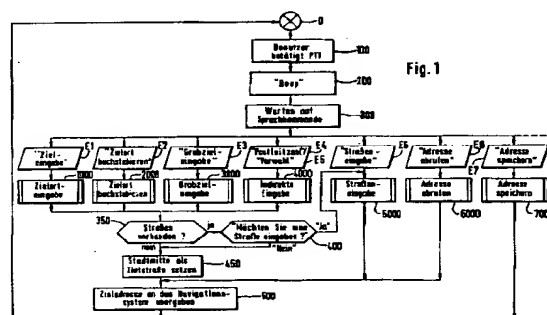 0
Benutzer
betätigt PTT
100
Fig. 1
"Beep"
200
Warten auf
Sprachkommando
300
"Ziel-
eingabe"
E1
"Zielort
buchstabieren"
E2
"Grobziel-
eingabe"
E3
"Postleitzahl"/
"Vorwahl"
E4
E5
"Straßen-
eingabe"
E6
"Adresse
abrufen"
E7
"Adresse
speichern"
E8
Zielort-
eingabe
1000
Zielort
buchstabieren
2000
Grobziel-
eingabe
3000
Indirekte
Eingabe
4000
Straßen-
eingabe
5000
Adresse
abrufen
6000
Adresse
speichern
700
350
Straßen
vorhanden ?
ja
"Möchten Sie eine
Straße eingeben ?"
"Ja"
400
nein
"Nein"
Stadtmitte als
Zielstraße setzen
450
Zieladresse an das Navigations-
system übergeben
500